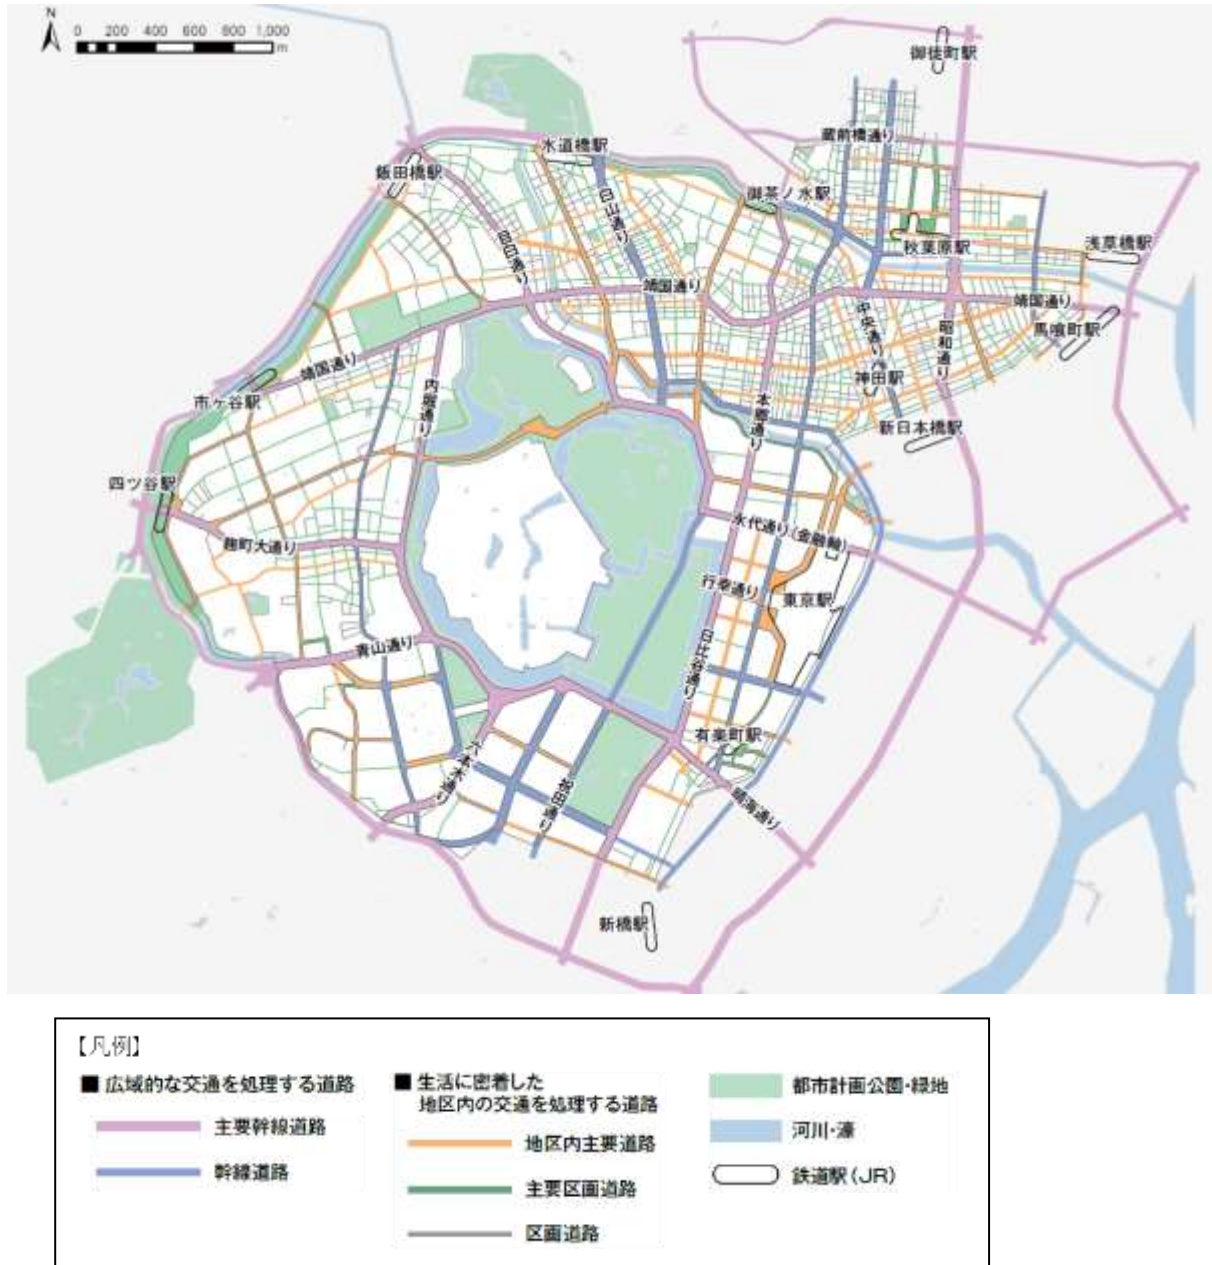 N
0 200 400 600 800 1,000
m
御徒町駅
蔵前橋通り
水道橋駅
飯田橋駅
御茶ノ水駅
白山通り
目白通り
秋葉原駅
浅草橋駅
靖国通り
靖国通り
馬喰町駅
中央通り
昭和通り
靖国通り
神田駅
内堀通り
市ヶ谷駅
本郷通り
新日本橋駅
四ツ谷駅
永代通り(金融軸)
麹町大通り
行幸通り
東京駅
青山通り
日比谷通り
有楽町駅
六本木通り
祝田通り
晴海通り
新橋駅
【凡例】
■ 広域的な交通を処理する道路
主要幹線道路
幹線道路
■ 生活に密着した
地区内の交通を処理する道路
地区内主要道路
主要区画道路
区画道路
都市計画公園・緑地
河川・濠
鉄道駅(JR)